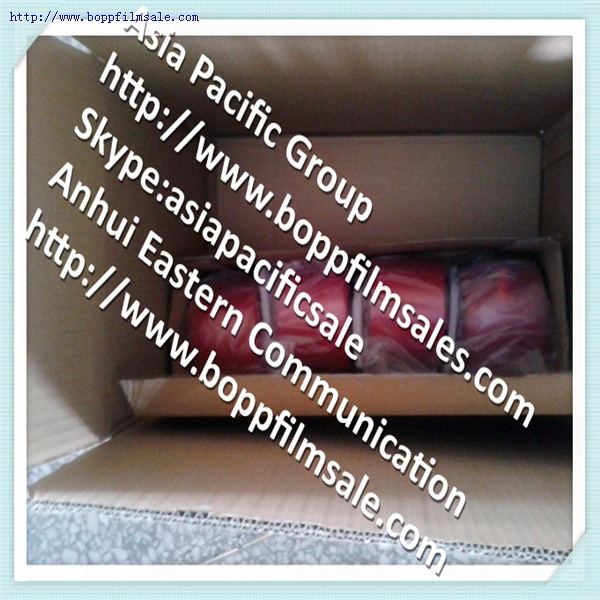 http://www.boppfilmsale.com
Asia Pacific Group
http://www.boppfilmsales.com
Skype:asiapacificsale
Anhui Eastern Communication
http://www.boppfilmsale.com